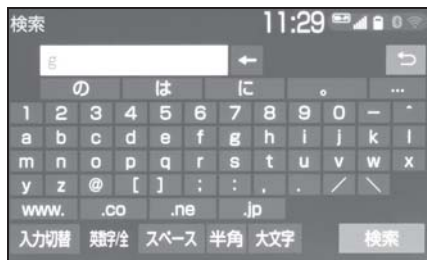 検索 11:29
g ←
の は に 。 …
1 2 3 4 5 6 7 8 9 0 - ^
a b c d e f g h i j k l
m n o p q r s t u v w x
y z @ [ ] ; : , . ／ ＼
www. .co .ne .jp
入力切替 英数字/全 スペース 半角 大文字 検索